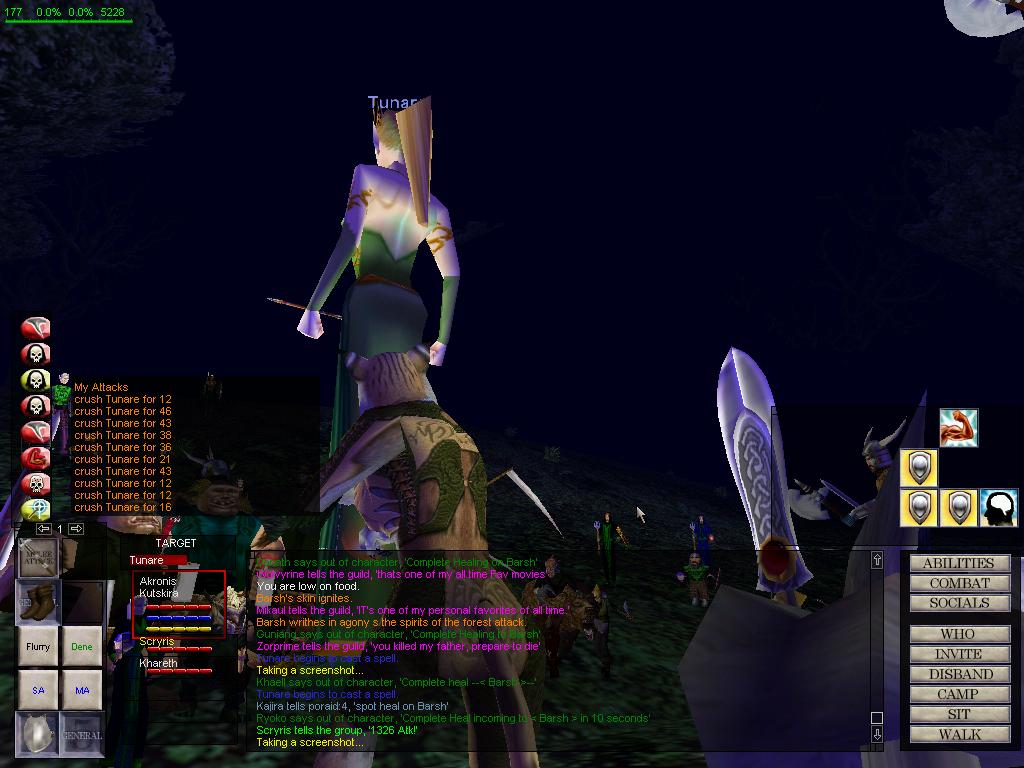 177 0.0% 0.0% 5228
Tunare
My Attacks
crush Tunare for 12
crush Tunare for 46
crush Tunare for 43
crush Tunare for 38
crush Tunare for 36
crush Tunare for 21
crush Tunare for 43
crush Tunare for 12
crush Tunare for 12
crush Tunare for 16
1
TARGET
Tunare
Akronis
Kutskira
Scryris
Khareth
MELEE ATTACK
Flurry
Dene
SA
MA
GENERAL
says out of character, 'Complete Healing on Barsh'
tells the guild, 'thats one of my all time Fav movies'
You are low on food.
Barsh's skin ignites.
Mikaul tells the guild, 'IT's one of my personal favorites of all time.'
Barsh writhes in agony s the spirits of the forest attack.
Guniang says out of character, 'Complete Healing to Barsh'
Zorprime tells the guild, 'you killed my father, prepare to die'
Tunare begins to cast a spell.
Taking a screenshot...
Khaell says out of character, 'Complete heal --< Barsh >--'
Tunare begins to cast a spell.
Kajira tells poraid:4, 'spot heal on Barsh'
Ryoko says out of character, 'Complete Heal incoming to < Barsh > in 10 seconds'
Scryris tells the group, '1326 Atk!'
Taking a screenshot...
ABILITIES
COMBAT
SOCIALS
WHO
INVITE
DISBAND
CAMP
SIT
WALK